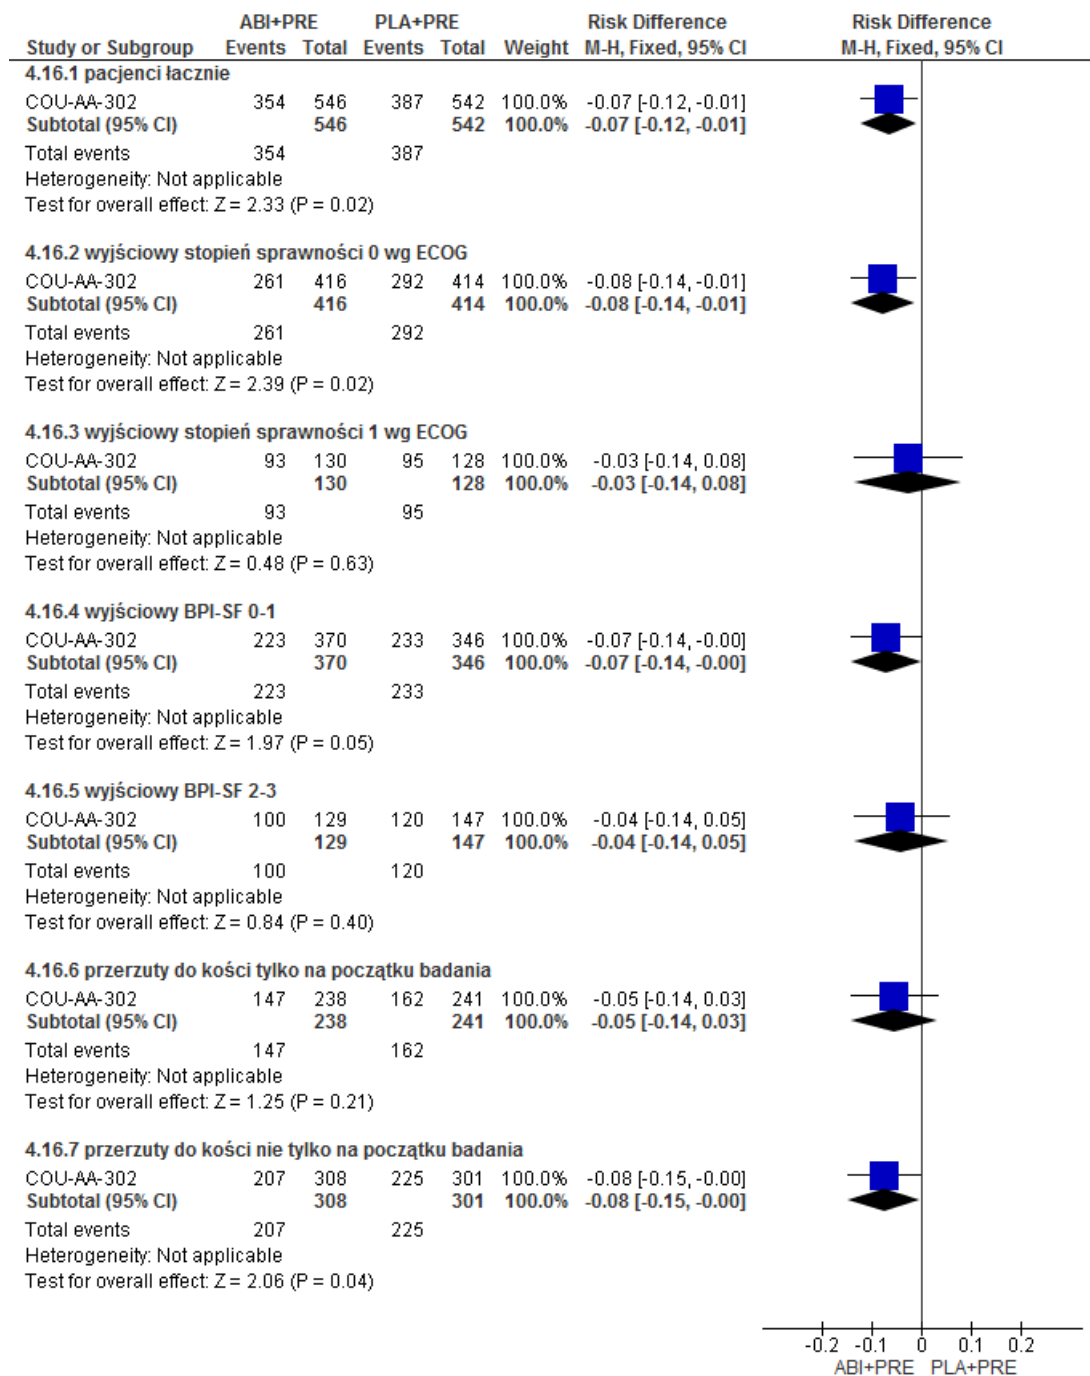 ABI+PRE PLA+PRE Risk Difference Risk Difference
Study or Subgroup Events Total Events Total Weight M-H, Fixed, 95% CI M-H, Fixed, 95% CI
4.16.1 pacjenci łacznie
COU-AA-302 354 546 387 542 100.0% -0.07 [-0.12, -0.01]
Subtotal (95% CI) 546 542 100.0% -0.07 [-0.12, -0.01]
Total events 354 387
Heterogeneity: Not applicable
Test for overall effect: Z = 2.33 (P = 0.02)
4.16.2 wyjściowy stopień sprawności 0 wg ECOG
COU-AA-302 261 416 292 414 100.0% -0.08 [-0.14, -0.01]
Subtotal (95% CI) 416 414 100.0% -0.08 [-0.14, -0.01]
Total events 261 292
Heterogeneity: Not applicable
Test for overall effect: Z = 2.39 (P = 0.02)
4.16.3 wyjściowy stopień sprawności 1 wg ECOG
COU-AA-302 93 130 95 128 100.0% -0.03 [-0.14, 0.08]
Subtotal (95% CI) 130 128 100.0% -0.03 [-0.14, 0.08]
Total events 93 95
Heterogeneity: Not applicable
Test for overall effect: Z = 0.48 (P = 0.63)
4.16.4 wyjściowy BPI-SF 0-1
COU-AA-302 223 370 233 346 100.0% -0.07 [-0.14, -0.00]
Subtotal (95% CI) 370 346 100.0% -0.07 [-0.14, -0.00]
Total events 223 233
Heterogeneity: Not applicable
Test for overall effect: Z = 1.97 (P = 0.05)
4.16.5 wyjściowy BPI-SF 2-3
COU-AA-302 100 129 120 147 100.0% -0.04 [-0.14, 0.05]
Subtotal (95% CI) 129 147 100.0% -0.04 [-0.14, 0.05]
Total events 100 120
Heterogeneity: Not applicable
Test for overall effect: Z = 0.84 (P = 0.40)
4.16.6 przerzuty do kości tylko na początku badania
COU-AA-302 147 238 162 241 100.0% -0.05 [-0.14, 0.03]
Subtotal (95% CI) 238 241 100.0% -0.05 [-0.14, 0.03]
Total events 147 162
Heterogeneity: Not applicable
Test for overall effect: Z = 1.25 (P = 0.21)
4.16.7 przerzuty do kości nie tylko na początku badania
COU-AA-302 207 308 225 301 100.0% -0.08 [-0.15, -0.00]
Subtotal (95% CI) 308 301 100.0% -0.08 [-0.15, -0.00]
Total events 207 225
Heterogeneity: Not applicable
Test for overall effect: Z = 2.06 (P = 0.04)
-0.2 -0.1 0 0.1 0.2
ABI+PRE PLA+PRE